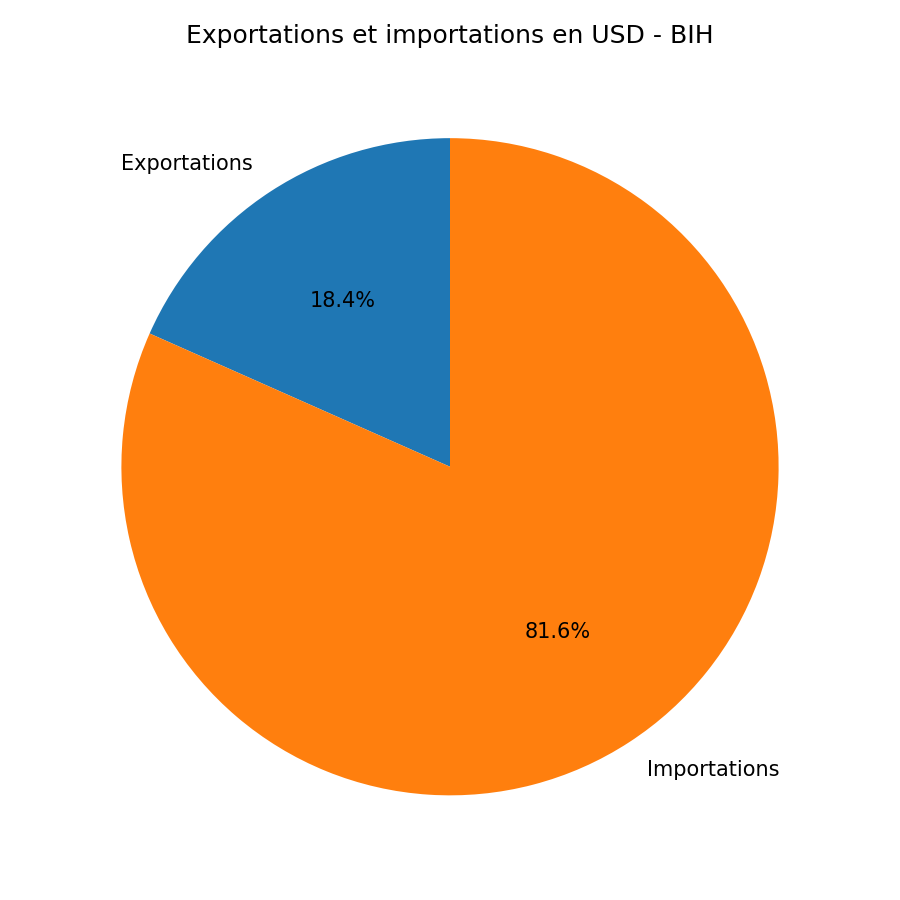 Exportations et importations en USD - BIH
Exportations
18.4%
81.6%
Importations